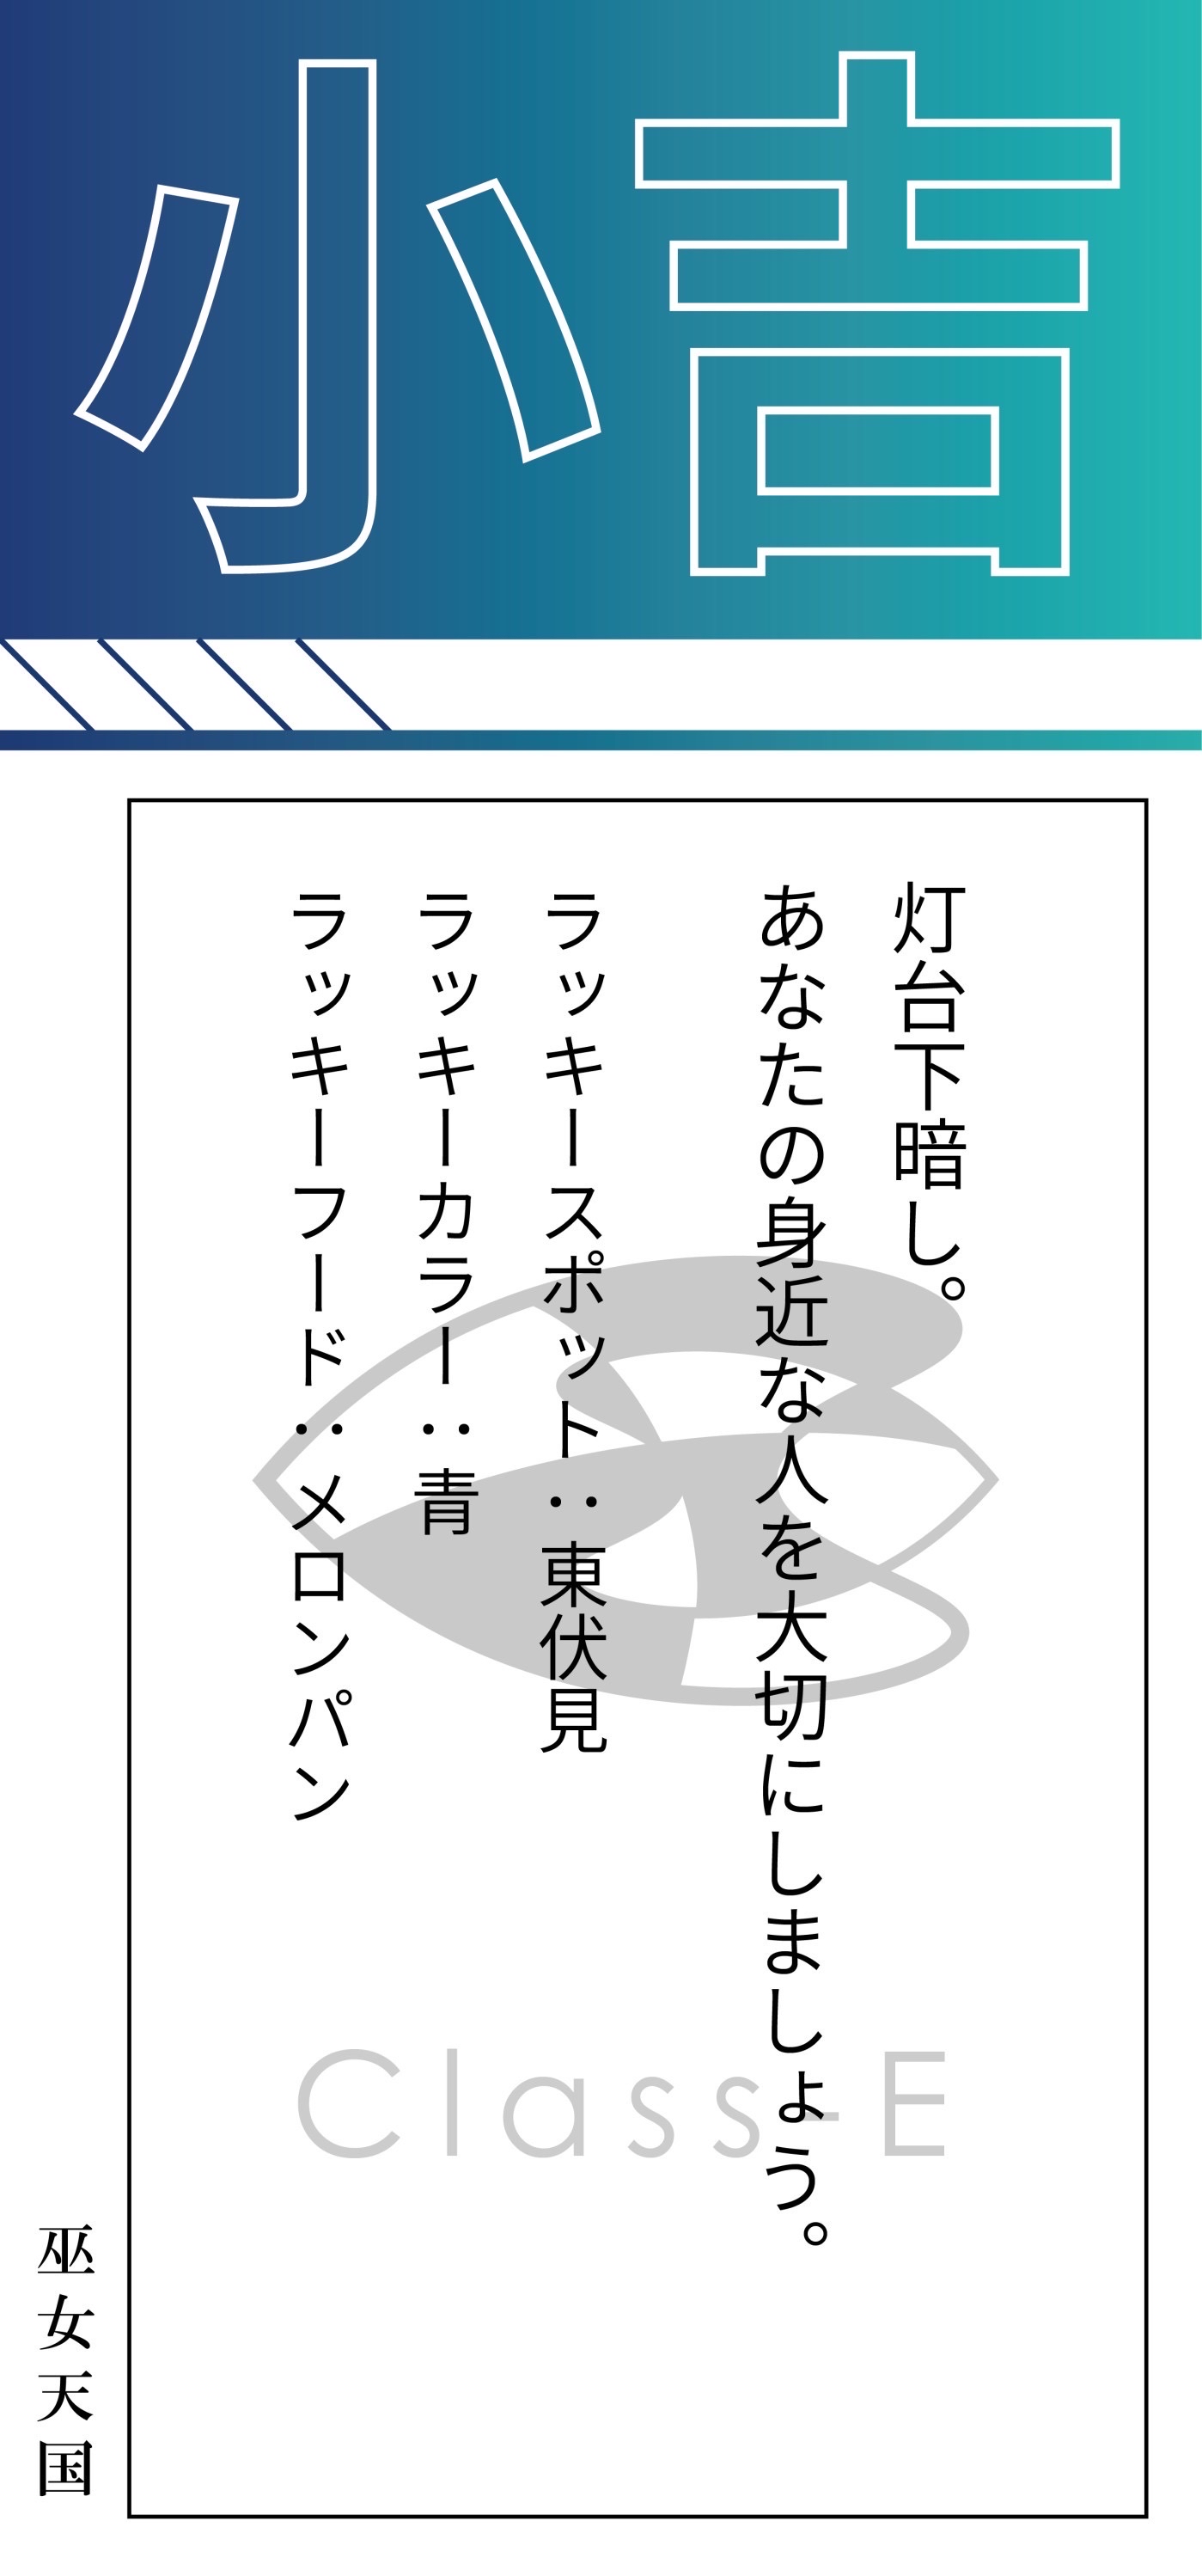 小吉
灯台下暗し。
あなたの身近な人を大切にしましょう。
ラッキースポット：東伏見
ラッキーカラー：青
ラッキーフード：メロンパン
Class-E
巫女天国